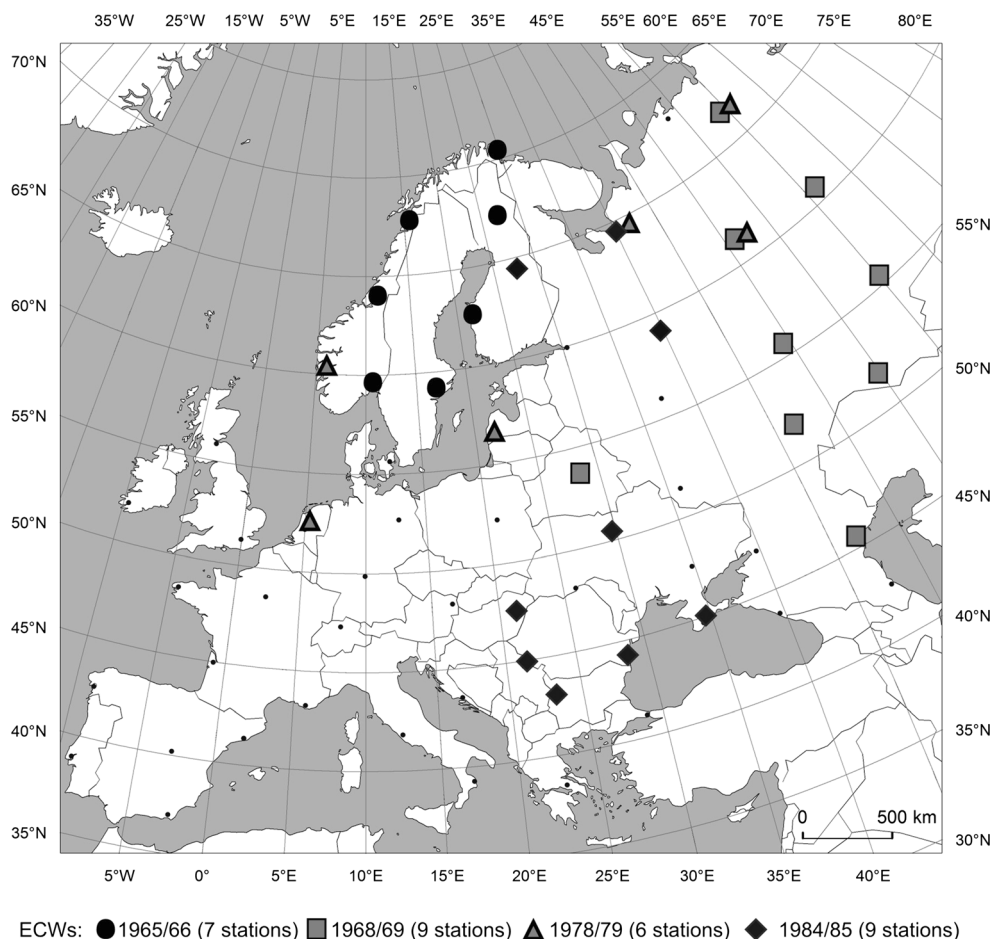 35°W 25°W 15°W 5°W 5°E 15°E 25°E 35°E 45°E 55°E 60°E 65°E 70°E 75°E 80°E
70°N
65°N
55°N
60°N
50°N
55°N
45°N
50°N
40°N
45°N
35°N
40°N
0 500 km
35°N
30°N
5°W 0° 5°E 10°E 15°E 20°E 25°E 30°E 35°E 40°E
ECWs: 1965/66 (7 stations) 1968/69 (9 stations) 1978/79 (6 stations) 1984/85 (9 stations)